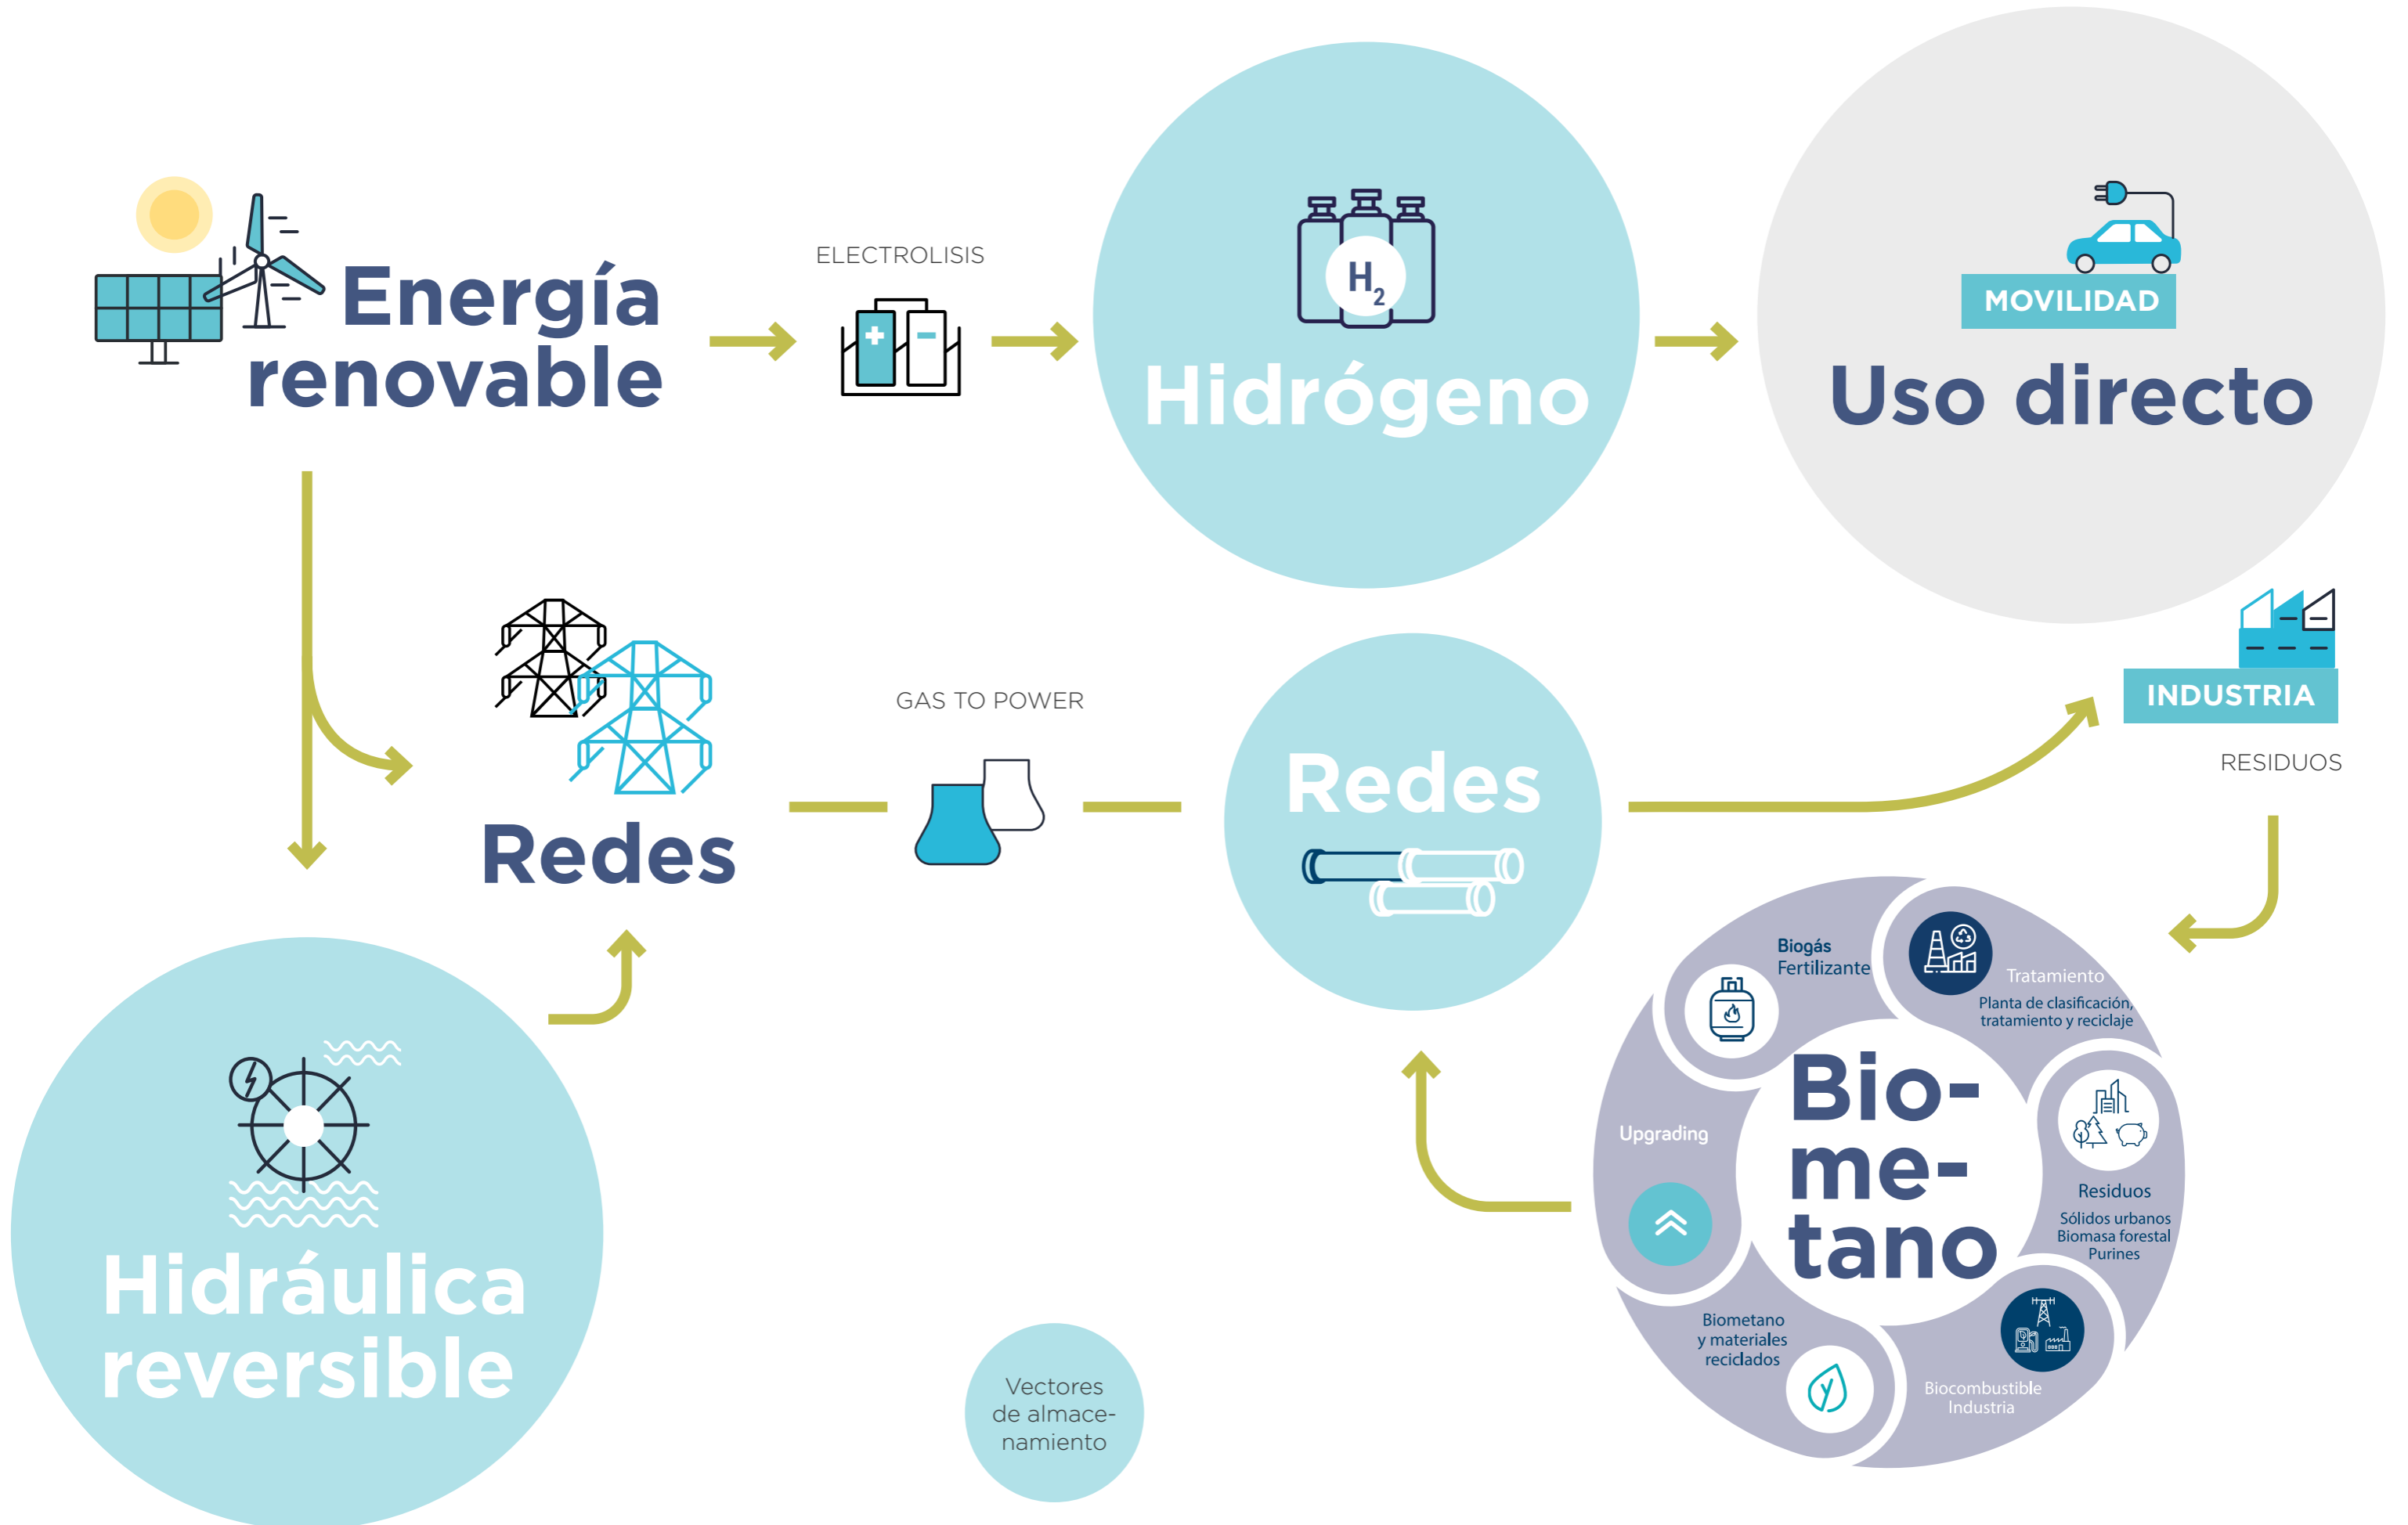 Energía
renovable
ELECTROLISIS
+
-
H2
Hidrógeno
MOVILIDAD
Uso directo
Redes
GAS TO POWER
Redes
INDUSTRIA
RESIDUOS
Hidráulica
reversible
Vectores
de almace-
namiento
Bio-
me-
tano
Biogás
Fertilizante
Tratamiento
Planta de clasificación,
tratamiento y reciclaje
Residuos
Sólidos urbanos
Biomasa forestal
Purines
Biocombustible
Industria
Biometano
y materiales
reciclados
Upgrading